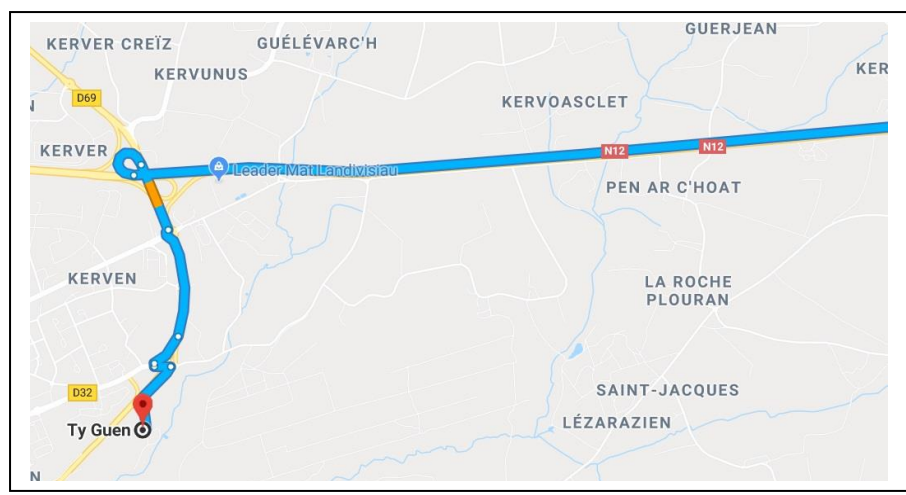 GUERJEAN
KERVER CREÏZ
GUÉLÉVARC'H
KER
KERVUNUS
D69
N
KERVOASCLET
KERVER
N12
N12
Leader Mat Landivisiau
PEN AR C'HOAT
KERVEN
LA ROCHE
PLOURAN
D32
SAINT-JACQUES
LÉZARAZIEN
Ty Guen
N